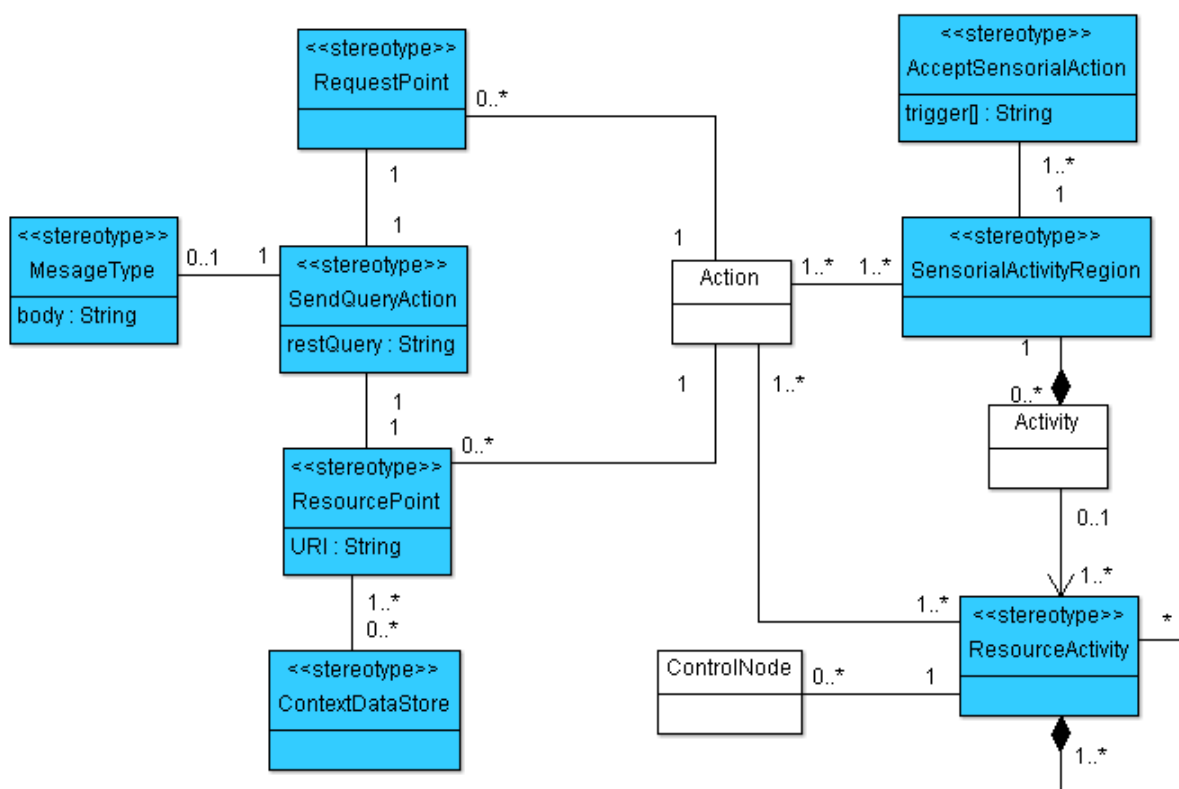 <<stereotype>>
RequestPoint
0..*
1
1
<<stereotype>>
AcceptSensorialAction
trigger[] : String
1..*
1
<<stereotype>>
MesageType
body : String
0..1
1
<<stereotype>>
SendQueryAction
restQuery : String
1
Action
1..*
1..*
<<stereotype>>
SensorialActivityRegion
1
0..*
Activity
0..1
1..*
1
1..*
1
1
0..*
<<stereotype>>
ResourcePoint
URI : String
1..*
0..*
<<stereotype>>
ContextDataStore
1..*
<<stereotype>>
ResourceActivity
*
ControlNode
0..*
1
1..*